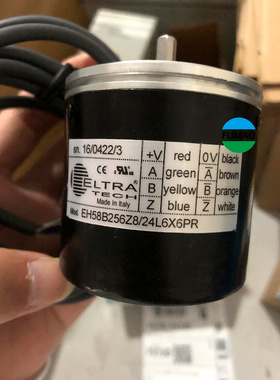 FUMAO
sn. 16/0422/3
+V red 0V black
A green A̅ brown
B yellow B̅ orange
Z blue Z̅ white
ELTRA
TECH
Made in Italy
Mod. EH58B256Z8/24L6X6PR